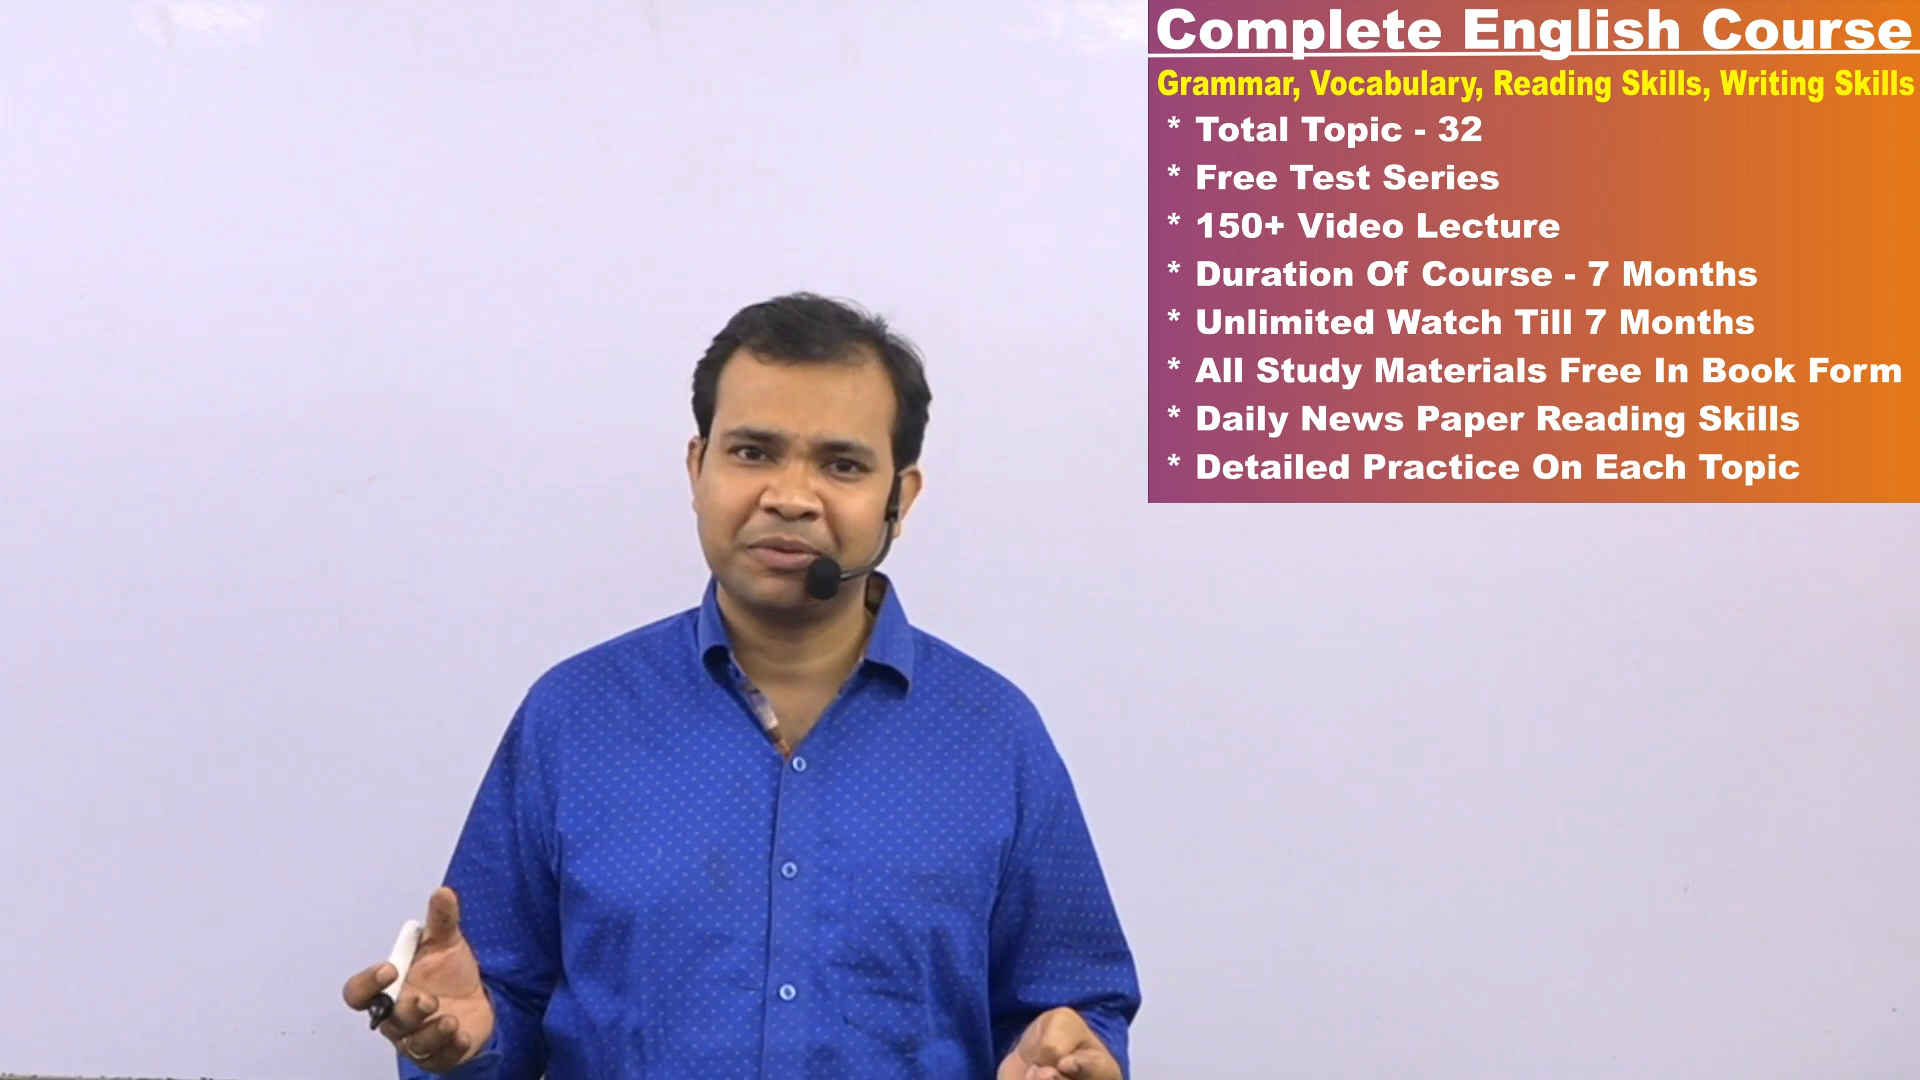 Complete English Course
Grammar, Vocabulary, Reading Skills, Writing Skills
* Total Topic - 32
* Free Test Series
* 150+ Video Lecture
* Duration Of Course - 7 Months
* Unlimited Watch Till 7 Months
* All Study Materials Free In Book Form
* Daily News Paper Reading Skills
* Detailed Practice On Each Topic